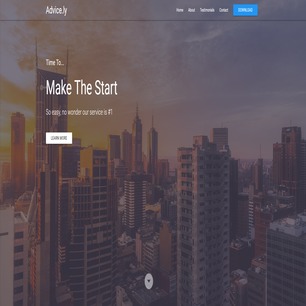 Advice.ly
Home About Testimonials Contact DOWNLOAD
Time To...
Make The Start
So easy, no wonder our service is #1
LEARN MORE